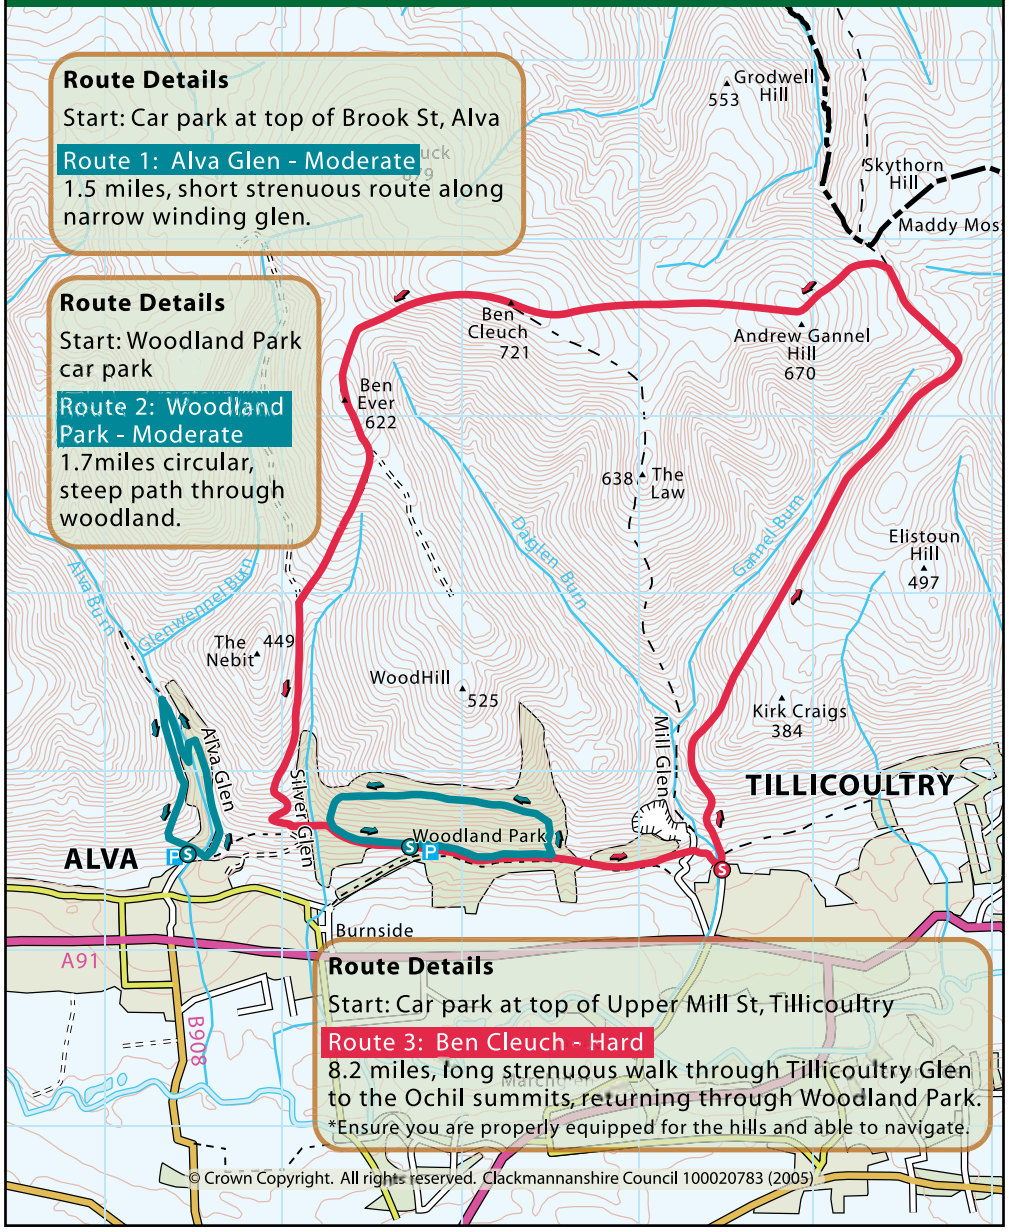 Route Details
Start: Car park at top of Brook St, Alva
Route 1: Alva Glen - Moderate
1.5 miles, short strenuous route along
narrow winding glen.
Grodwell
Hill
553
Skythorn
Hill
Maddy Mos
Route Details
Start: Woodland Park
car park
Route 2: Woodland
Park - Moderate
1.7miles circular,
steep path through
woodland.
Ben
Cleuch
721
Andrew Gannel
Hill
670
Ben
Ever
622
638
The
Law
Daiglen Burn
Gannel Burn
Elistoun
Hill
497
Alva Burn
Glenwennel Burn
The
Nebit
449
WoodHill
525
Kirk Craigs
384
Alva Glen
Silver Glen
Mill Glen
TILLICOULTRY
Woodland Park
ALVA
P
S
S
P
S
Burnside
A91
B908
Route Details
Start: Car park at top of Upper Mill St, Tillicoultry
Route 3: Ben Cleuch - Hard
8.2 miles, long strenuous walk through Tillicoultry Glen
to the Ochil summits, returning through Woodland Park.
*Ensure you are properly equipped for the hills and able to navigate.
© Crown Copyright. All rights reserved. Clackmannanshire Council 100020783 (2005)